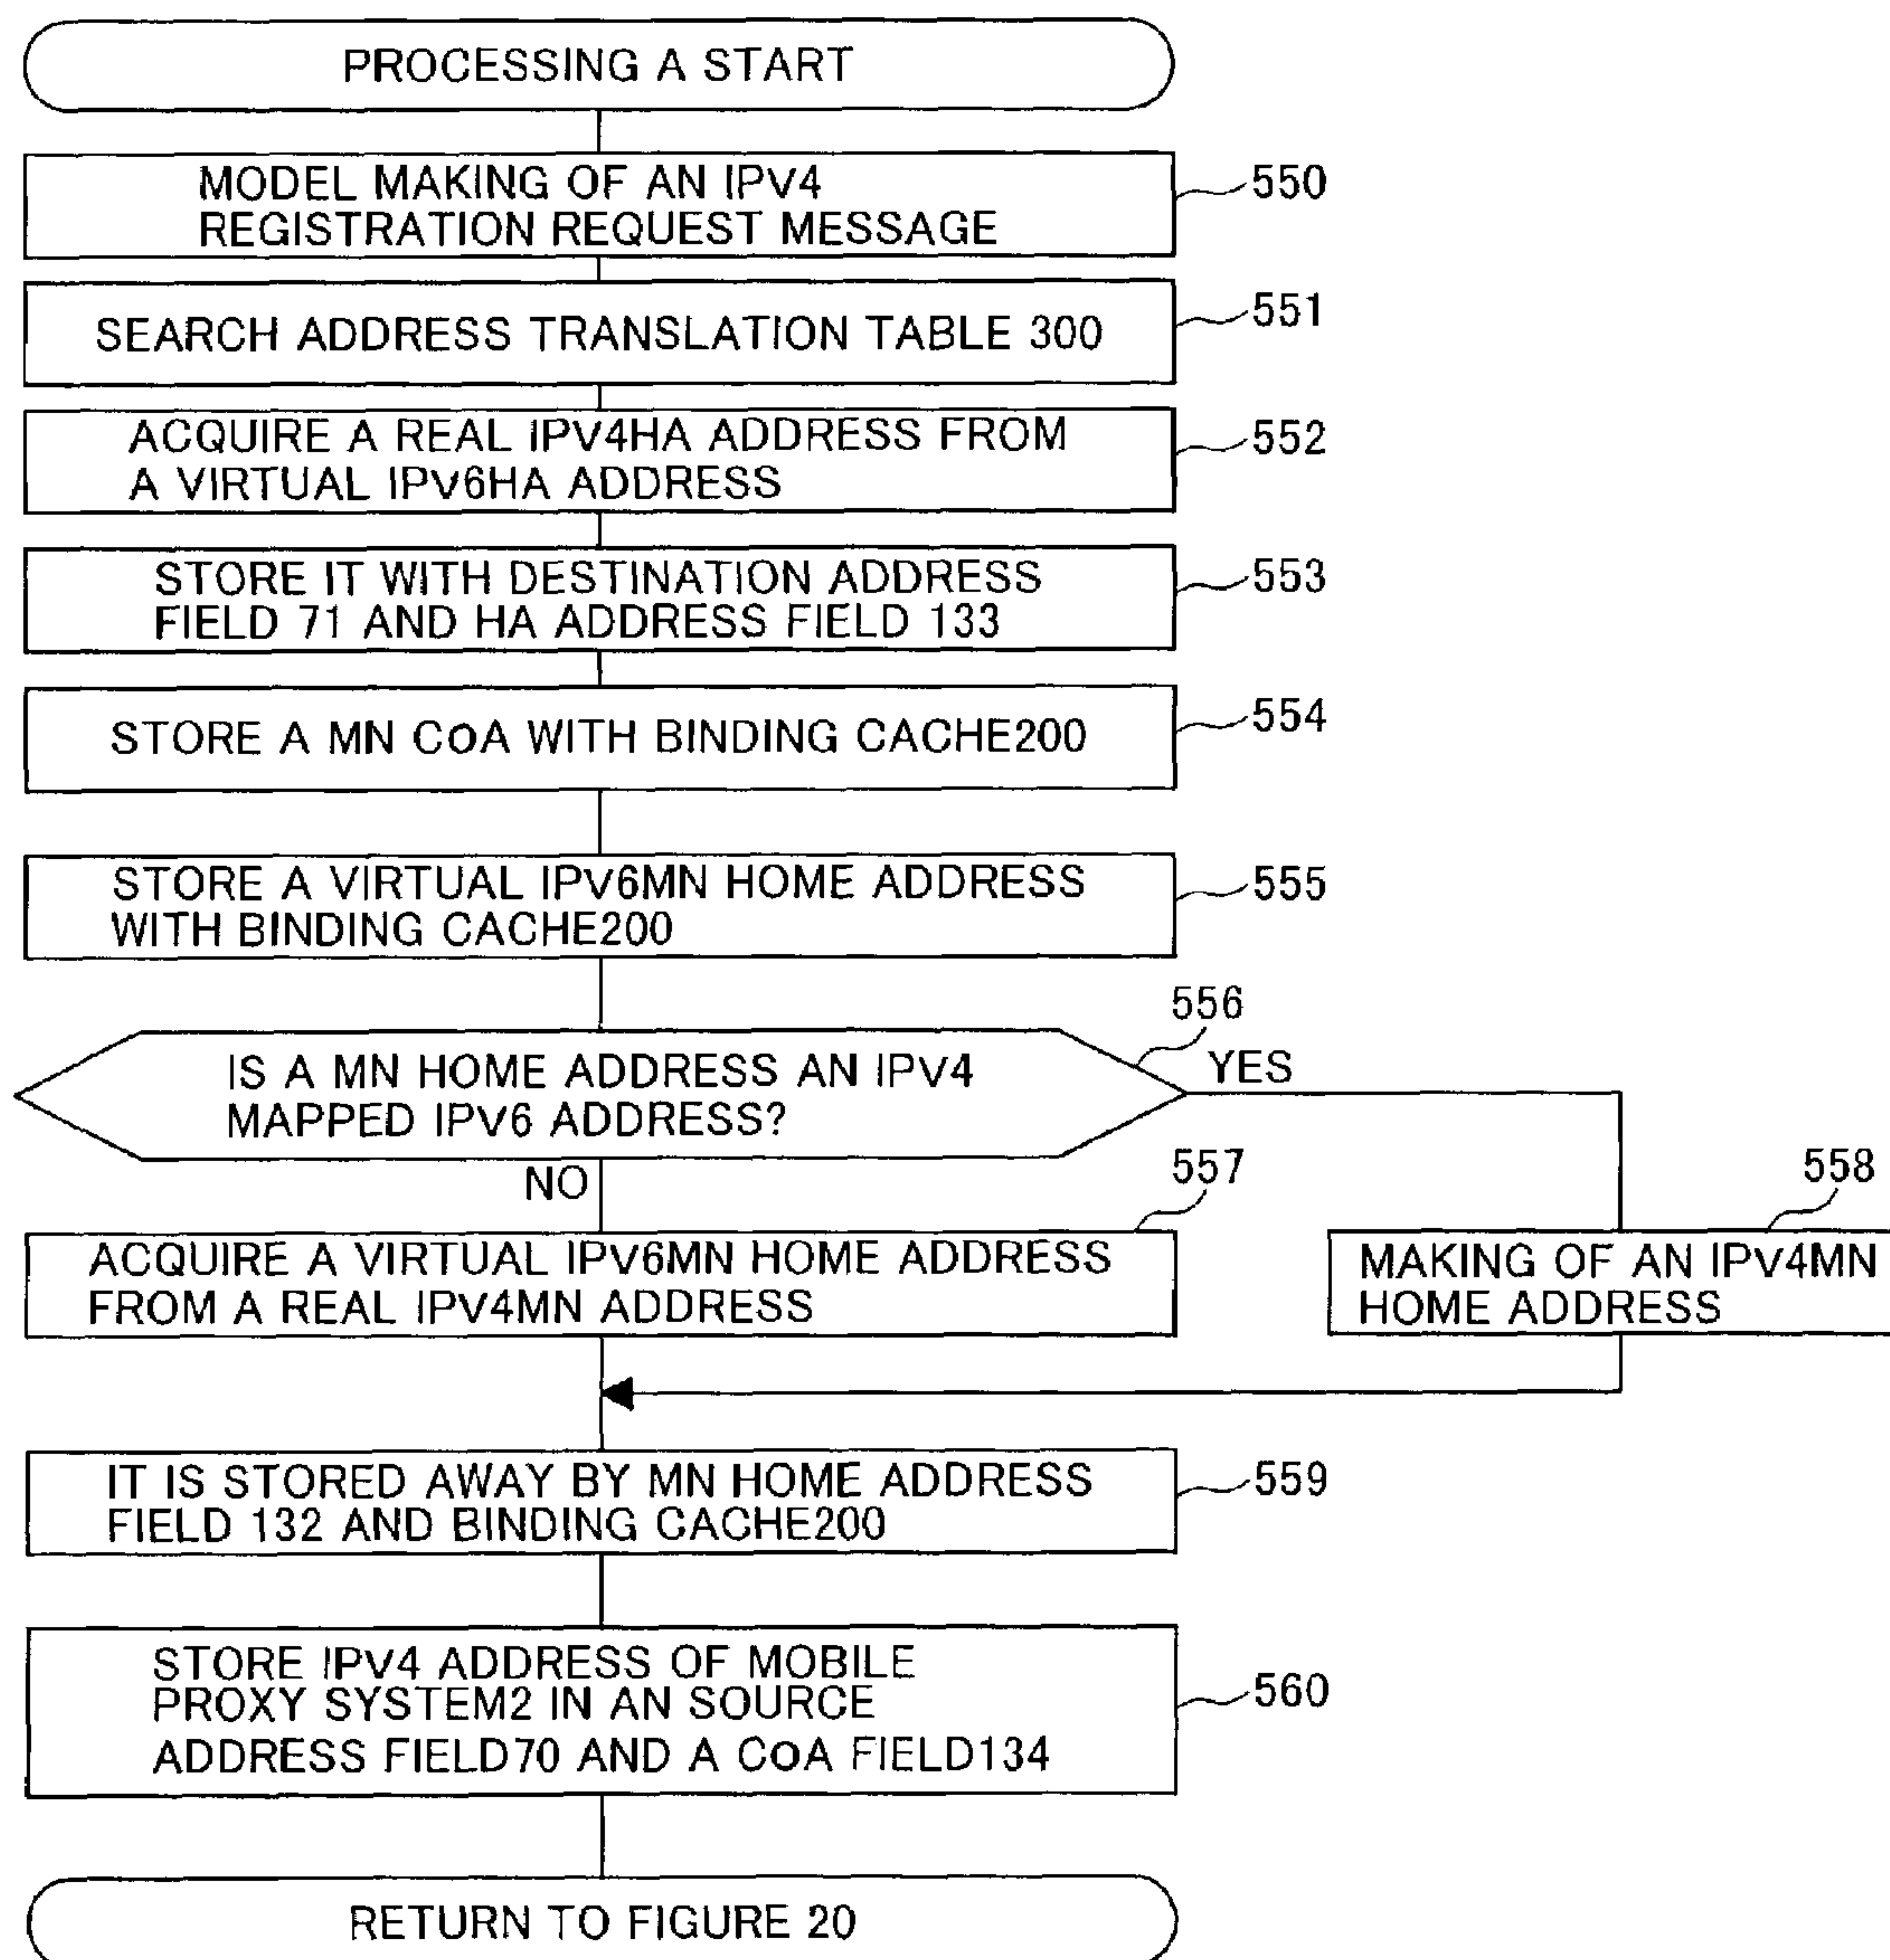 PROCESSING A START
MODEL MAKING OF AN IPV4
REGISTRATION REQUEST MESSAGE
550
SEARCH ADDRESS TRANSLATION TABLE 300
551
ACQUIRE A REAL IPV4HA ADDRESS FROM
A VIRTUAL IPV6HA ADDRESS
552
STORE IT WITH DESTINATION ADDRESS
FIELD 71 AND HA ADDRESS FIELD 133
553
STORE A MN COA WITH BINDING CACHE200
554
STORE A VIRTUAL IPV6MN HOME ADDRESS
WITH BINDING CACHE200
555
556
IS A MN HOME ADDRESS AN IPV4
MAPPED IPV6 ADDRESS?
YES
NO
557
ACQUIRE A VIRTUAL IPV6MN HOME ADDRESS
FROM A REAL IPV4MN ADDRESS
558
MAKING OF AN IPV4MN
HOME ADDRESS
IT IS STORED AWAY BY MN HOME ADDRESS
FIELD 132 AND BINDING CACHE200
559
STORE IPV4 ADDRESS OF MOBILE
PROXY SYSTEM2 IN AN SOURCE
ADDRESS FIELD70 AND A COA FIELD134
560
RETURN TO FIGURE 20